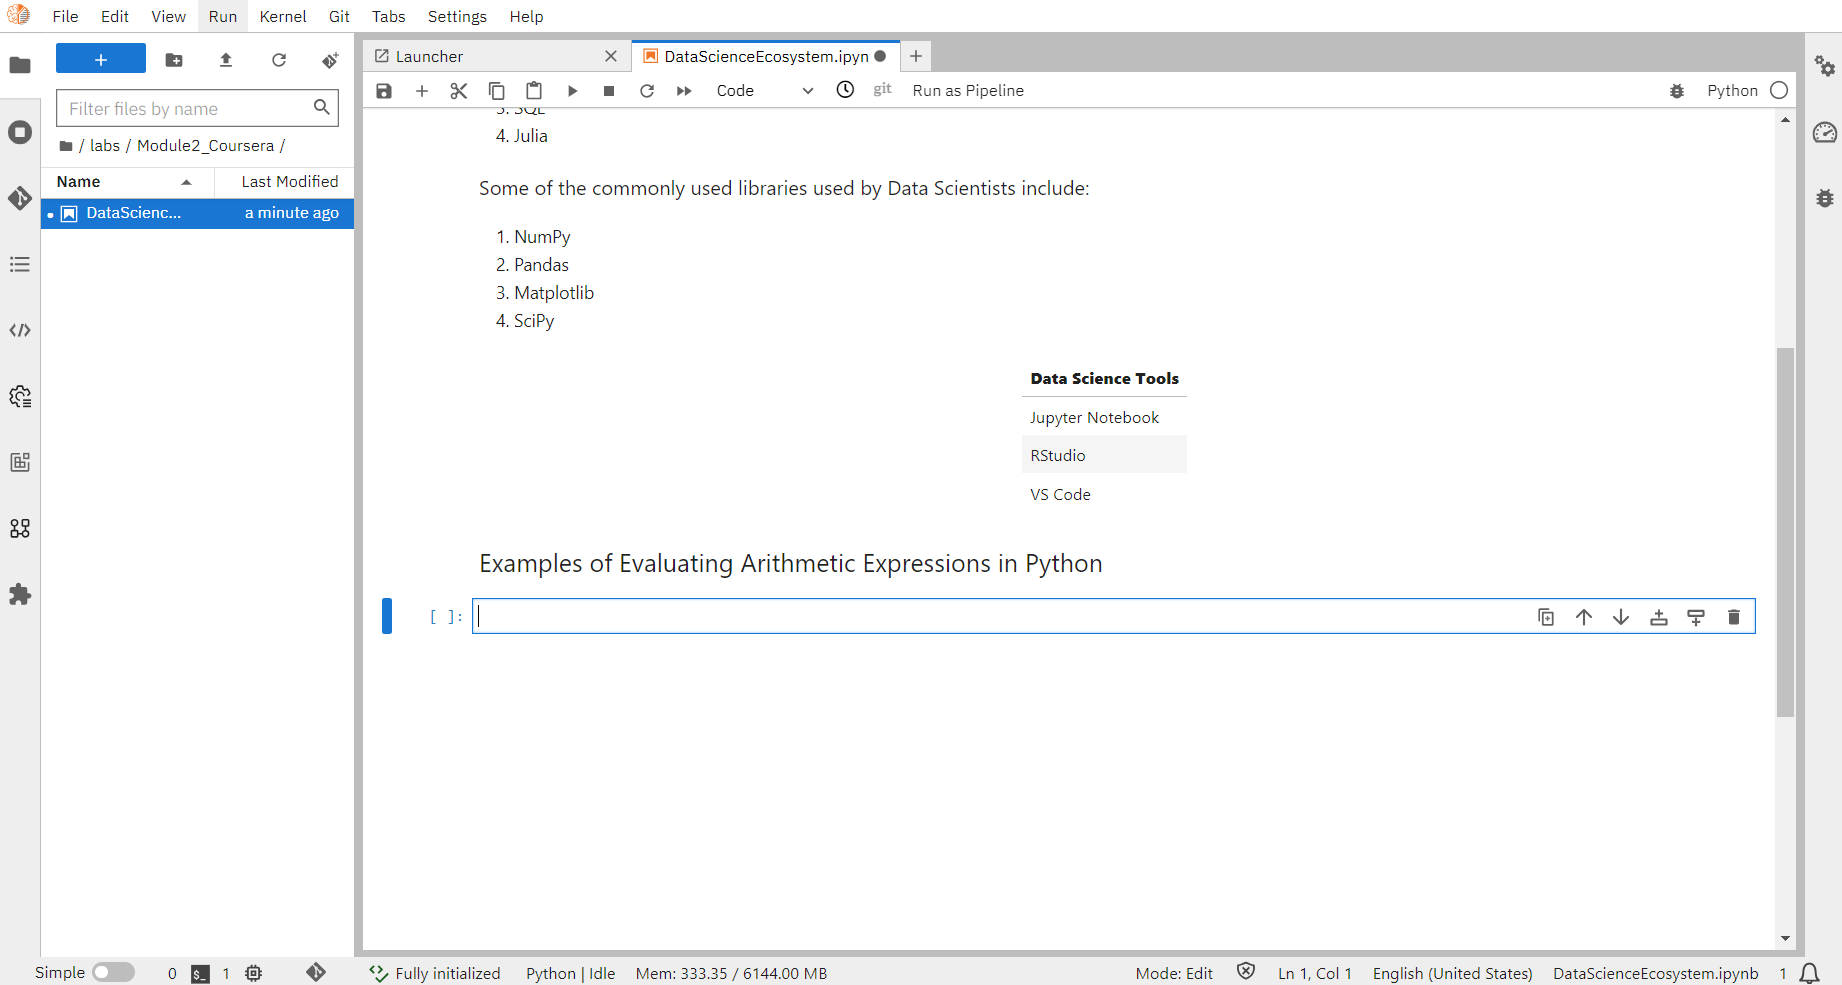 File Edit View Run Kernel Git Tabs Settings Help
+
Filter files by name
/ labs / Module2_Coursera /
Name Last Modified
DataScienc... a minute ago
Launcher
DataScienceEcosystem.ipyn
Code
git
Run as Pipeline
Python
3. SQL
4. Julia
Some of the commonly used libraries used by Data Scientists include:
1. NumPy
2. Pandas
3. Matplotlib
4. SciPy
Data Science Tools
Jupyter Notebook
RStudio
VS Code
Examples of Evaluating Arithmetic Expressions in Python
[ ]:
Simple 0 $_ 1 Fully initialized Python | Idle Mem: 333.35 / 6144.00 MB Mode: Edit Ln 1, Col 1 English (United States) DataScienceEcosystem.ipynb 1